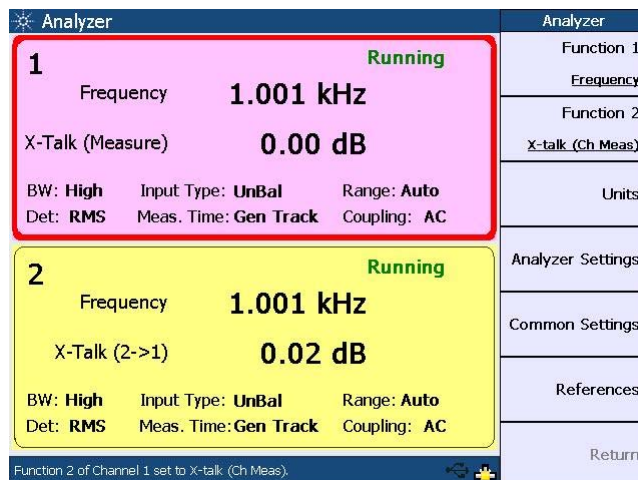 Analyzer
Analyzer
1
Running
Frequency 1.001 kHz
X-Talk (Measure) 0.00 dB
BW: High Input Type: UnBal Range: Auto
Det: RMS Meas. Time: Gen Track Coupling: AC
2
Running
Frequency 1.001 kHz
X-Talk (2->1) 0.02 dB
BW: High Input Type: UnBal Range: Auto
Det: RMS Meas. Time: Gen Track Coupling: AC
Function 2 of Channel 1 set to X-talk (Ch Meas).
Function 1
Frequency
Function 2
X-talk (Ch Meas)
Units
Analyzer Settings
Common Settings
References
Return